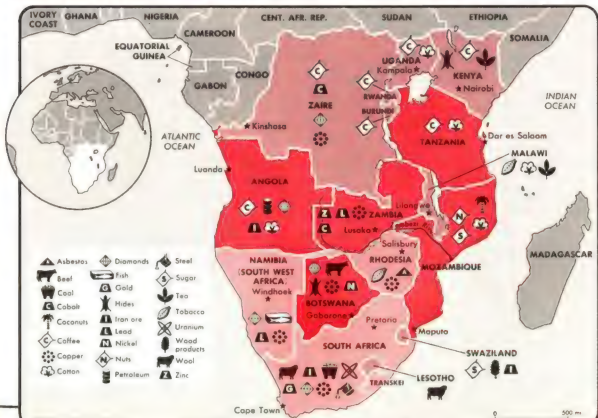 IVORY COAST
GHANA
NIGERIA
CAMEROON
CENT. AFR. REP.
SUDAN
ETHIOPIA
SOMALIA
EQUATORIAL GUINEA
GABON
CONGO
ZAIRE
Kinshasa
UGANDA
Kampala
KENYA
Nairobi
RWANDA
BURUNDI
INDIAN OCEAN
ATLANTIC OCEAN
TANZANIA
Dar es Salaam
MALAWI
Lilongwe
Luanda
ANGOLA
ZAMBIA
Lusaka
Salisbury
RHODESIA
MOZAMBIQUE
MADAGASCAR
NAMIBIA
(SOUTH WEST
AFRICA)
Windhoek
BOTSWANA
Gaborone
Pretoria
Maputo
SOUTH AFRICA
SWAZILAND
TRANSKEI
LESOTHO
Cape Town
Asbestos
Beef
Coal
C Cobalt
Coconuts
C Coffee
Copper
Cotton
Diamonds
Fish
G Gold
Hides
I Iron ore
L Lead
N Nickel
N Nuts
Petroleum
Steel
S Sugar
Tea
Tobacco
Uranium
Wood
products
Wool
Z Zinc
0 500 mi